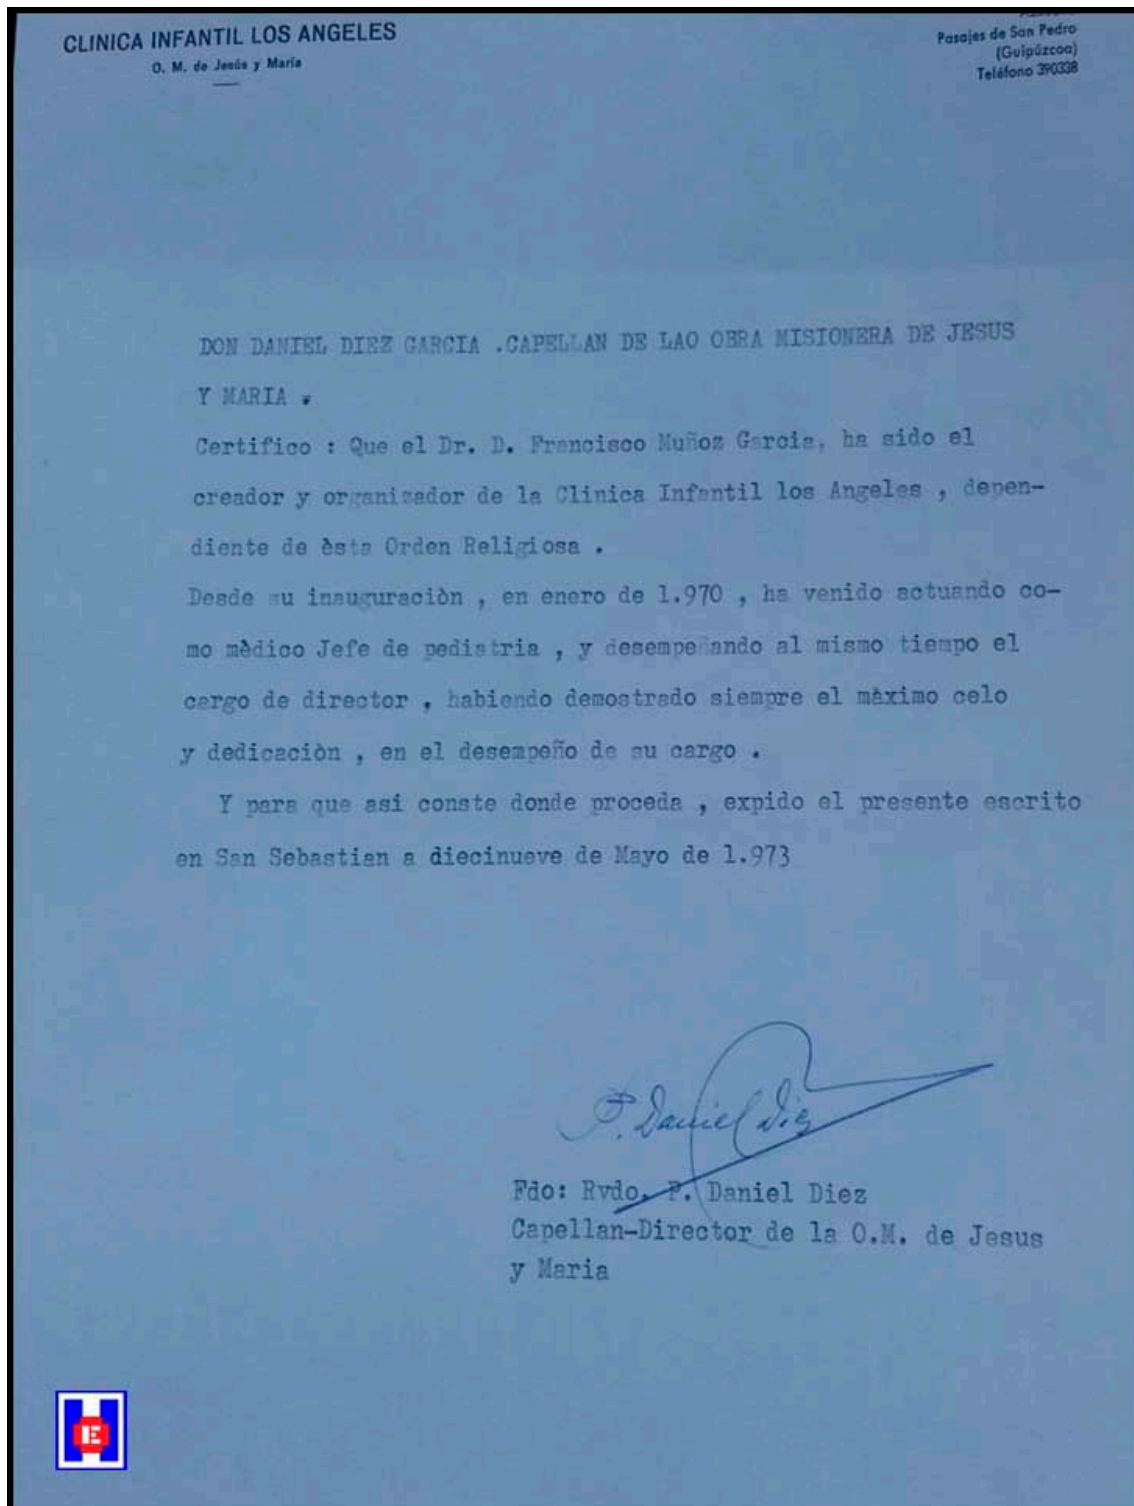 CLINICA INFANTIL LOS ANGELES
O. M. de Jesús y María
Pasajes de San Pedro
(Guipúzcoa)
Teléfono 390338
DON DANIEL DIEZ GARCIA .CAPELLAN DE LAO OBRA MISIONERA DE JESUS
Y MARIA .
Certifico : Que el Dr. D. Francisco Muñoz Garcia, ha sido el
creador y organizador de la Clinica Infantil los Angeles , depen-
diente de èsta Orden Religiosa .
Desde su inauguraciòn , en enero de 1.970 , ha venido actuando co-
mo mèdico Jefe de pediatria , y desempeñando al mismo tiempo el
cargo de director , habiendo demostrado siempre el màximo celo
y dedicaciòn , en el desempeño de su cargo .
Y para que asi conste donde proceda , expido el presente escrito
en San Sebastian a diecinueve de Mayo de 1.973
P. Daniel Diez
Fdo: Rvdo. P. Daniel Diez
Capellan-Director de la O.M. de Jesus
y Maria
H E